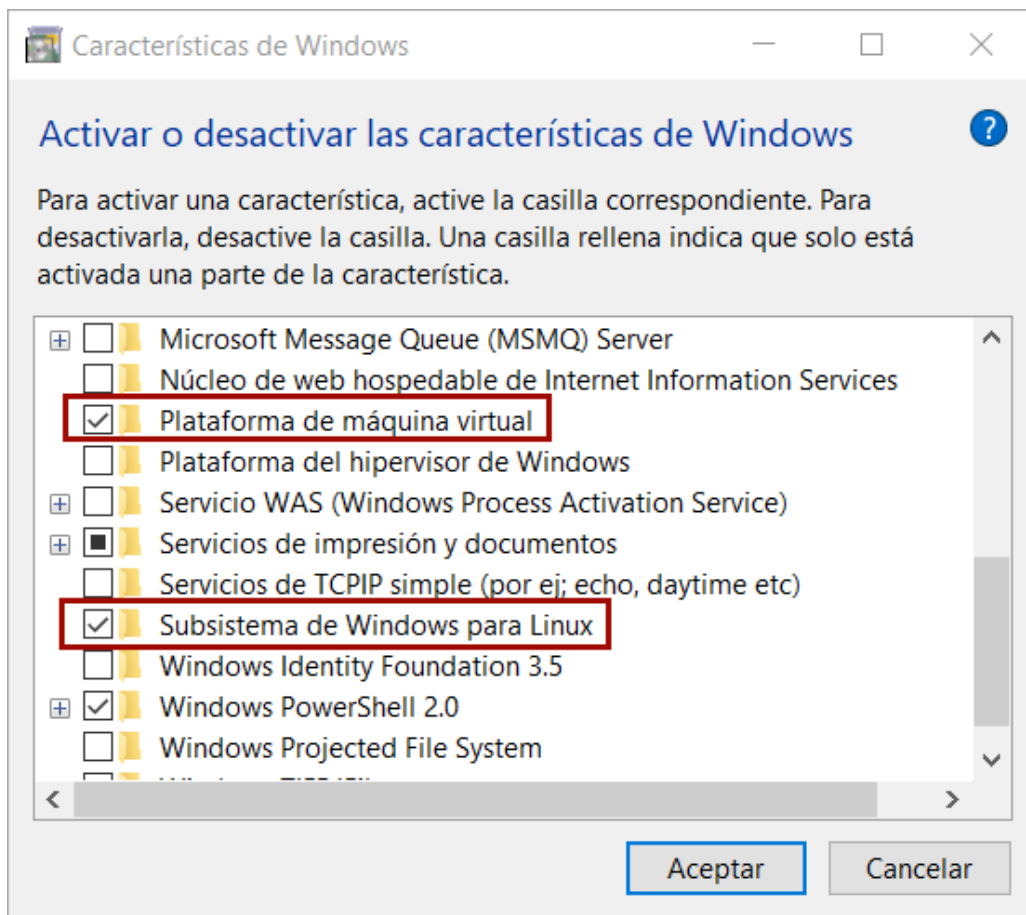 Características de Windows
Activar o desactivar las características de Windows
?
Para activar una característica, active la casilla correspondiente. Para
desactivarla, desactive la casilla. Una casilla rellena indica que solo está
activada una parte de la característica.
Microsoft Message Queue (MSMQ) Server
Núcleo de web hospedable de Internet Information Services
Plataforma de máquina virtual
Plataforma del hipervisor de Windows
Servicio WAS (Windows Process Activation Service)
Servicios de impresión y documentos
Servicios de TCPIP simple (por ej; echo, daytime etc)
Subsistema de Windows para Linux
Windows Identity Foundation 3.5
Windows PowerShell 2.0
Windows Projected File System
Aceptar
Cancelar